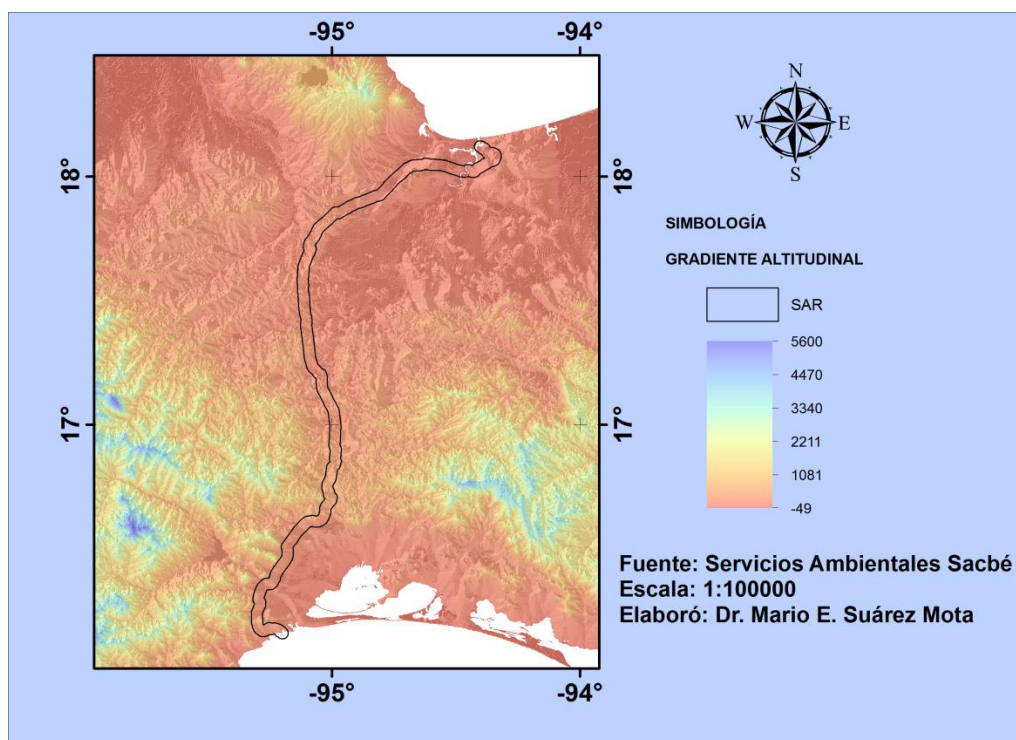 -95° -94°
N
W E
S
18° 18°
SIMBOLOGÍA
GRADIENTE ALTITUDINAL
SAR
5600
4470
3340
2211
1081
-49
17° 17°
Fuente: Servicios Ambientales Sacbé
Escala: 1:100000
Elaboró: Dr. Mario E. Suárez Mota
-95° -94°